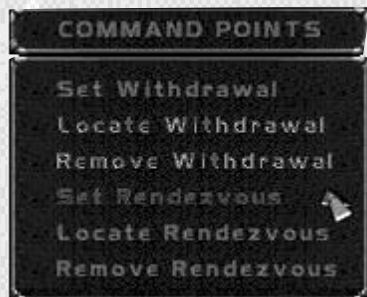 COMMAND POINTS
Set Withdrawal
Locate Withdrawal
Remove Withdrawal
Set Rendezvous
Locate Rendezvous
Remove Rendezvous